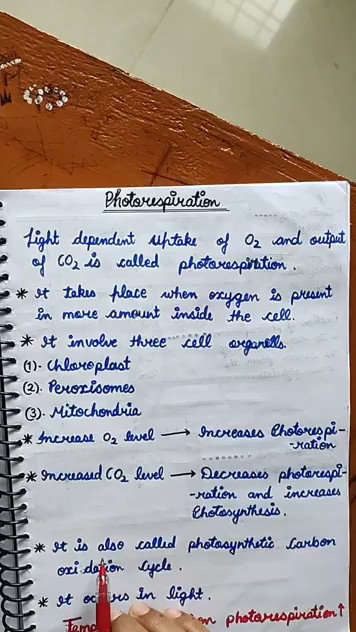 Photorespiration
Light dependent uptake of O2 and output
of CO2 is called photorespiration.
* It takes place when oxygen is present
in more amount inside the cell.
* It involve three cell organells.
(1). Chloroplast
(2). Peroxisomes
(3). Mitochondria
* Increase O2 level → Increases Photorespi-
-ration
* Increased CO2 level → Decreases photorespi-
-ration and increases
Photosynthesis.
* It is also called photosynthetic Carbon
oxidation Cycle.
* It occurs in light.
photorespiration↑